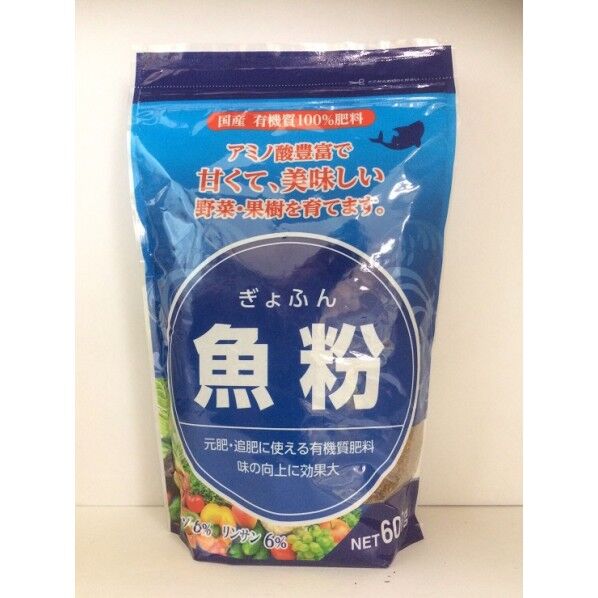 国産 有機質100%肥料
アミノ酸豊富で
甘くて、美味しい
野菜・果樹を育てます。
ぎょふん
魚粉
元肥・追肥に使える有機質肥料
味の向上に効果大
6% リンサン 6%
NET 60